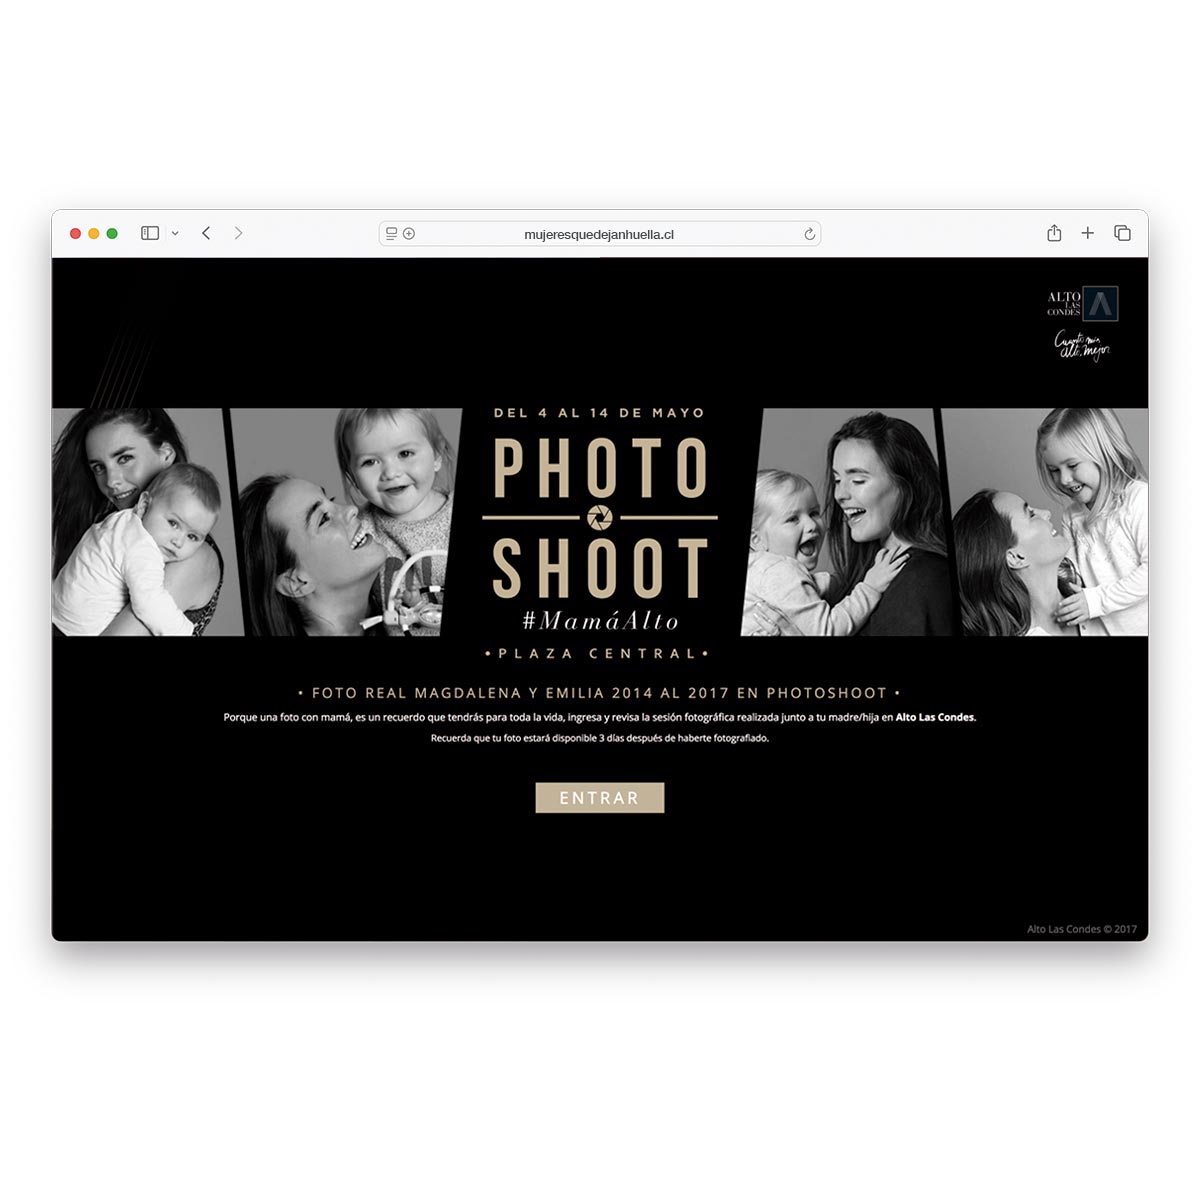 mujeresquedejanhuella.cl
ALTO
LAS
CONDES
Cuanto más
alto, mejor
DEL 4 AL 14 DE MAYO
PHOTO
SHOOT
#MamáAlto
• PLAZA CENTRAL •
• FOTO REAL MAGDALENA Y EMILIA 2014 AL 2017 EN PHOTOSHOOT •
Porque una foto con mamá, es un recuerdo que tendrás para toda la vida, ingresa y revisa la sesión fotográfica realizada junto a tu madre/hija en Alto Las Condes.
Recuerda que tu foto estará disponible 3 días después de haberte fotografiado.
ENTRAR
Alto Las Condes © 2017